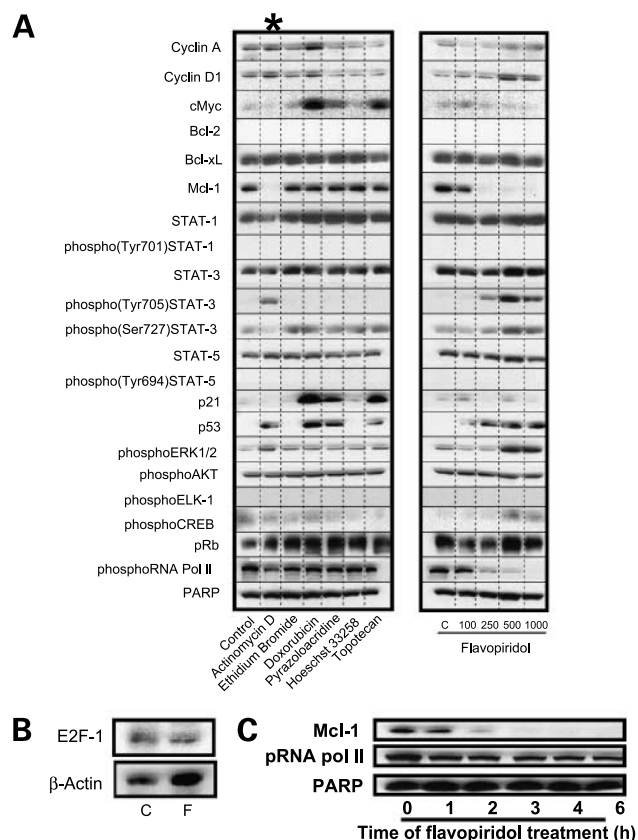 A
*
Cyclin A
Cyclin D1
cMyc
Bcl-2
Bcl-xL
Mcl-1
STAT-1
phospho(Tyr701)STAT-1
STAT-3
phospho(Tyr705)STAT-3
phospho(Ser727)STAT-3
STAT-5
phospho(Tyr694)STAT-5
p21
p53
phosphoERK1/2
phosphoAKT
phosphoELK-1
phosphoCREB
pRb
phosphoRNA Pol II
PARP
Control
Actinomycin D
Ethidium Bromide
Doxorubicin
Pyrazoloacridine
Hoeschst 33258
Topotecan
C 100 250 500 1000
Flavopiridol
B
E2F-1
β-Actin
C F
C
Mcl-1
pRNA pol II
PARP
0 1 2 3 4 6
Time of flavopiridol treatment (h)